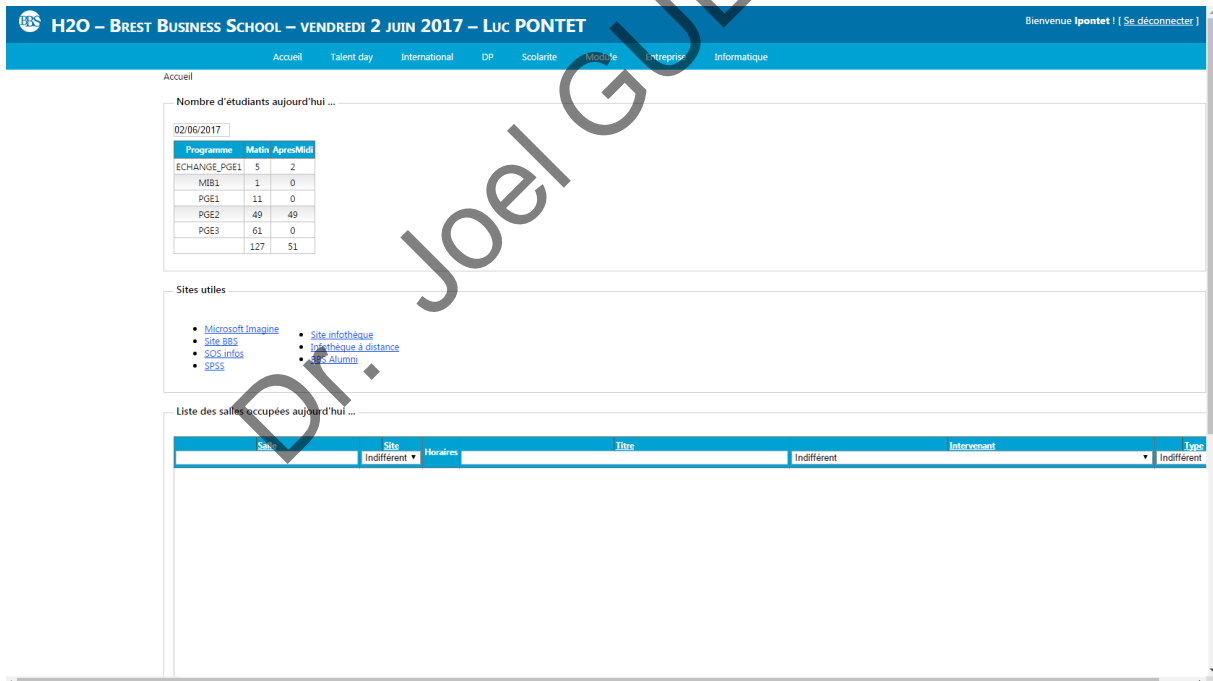 BBS H2O – Brest Business School – vendredi 2 juin 2017 – Luc PONTET
Bienvenue lpontet ! [ Se déconnecter ]
Accueil Talent day International DP Scolarite Module Entreprise Informatique
Accueil
Nombre d'étudiants aujourd'hui ...
02/06/2017
Programme Matin ApresMidi
ECHANGE_PGE1 5 2
MIB1 1 0
PGE1 11 0
PGE2 49 49
PGE3 61 0
127 51
Sites utiles
Microsoft Imagine
Site BBS
SOS infos
SPSS
Site infothèque
Infothèque à distance
BBS Alumni
Liste des salles occupées aujourd'hui ...
Salle Site Horaires Titre Intervenant Type
Indifférent Indifférent Indifférent
Dr. Joel